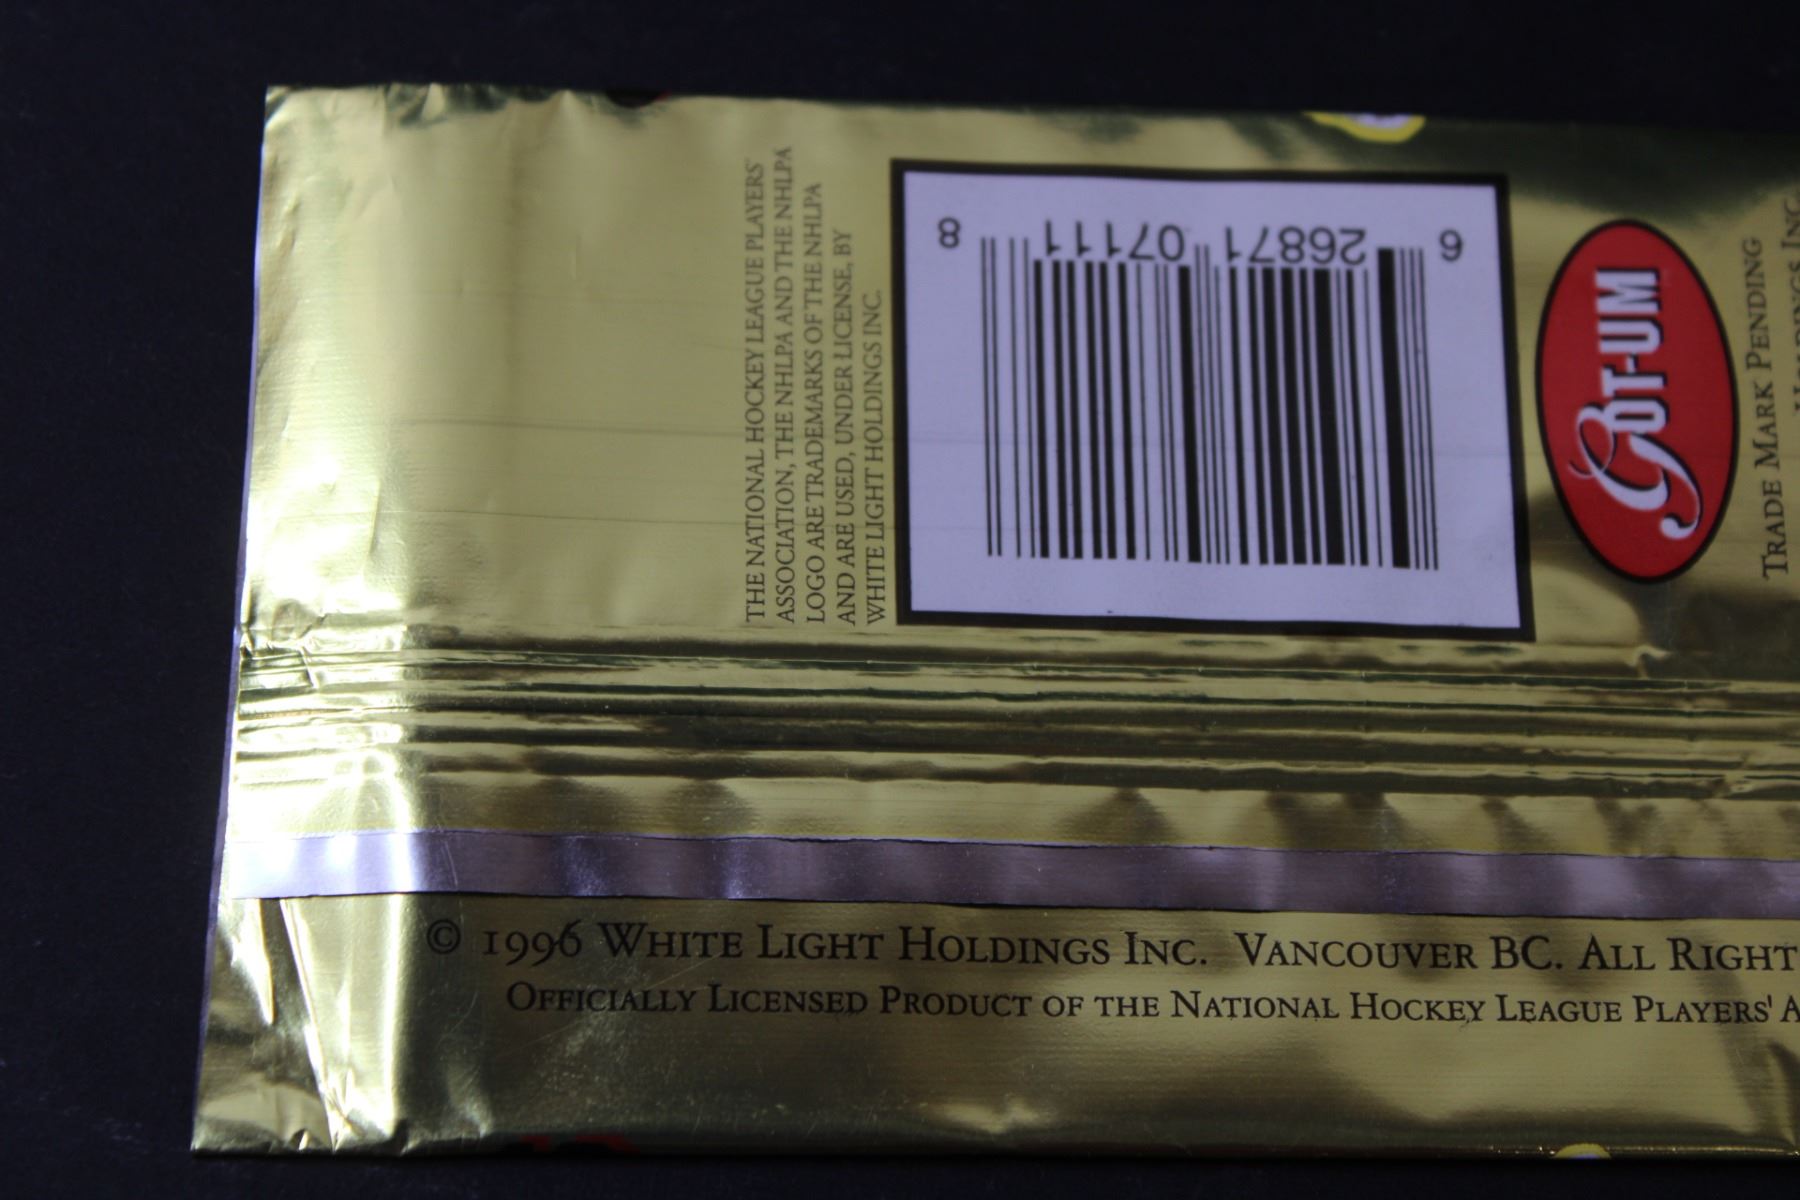 THE NATIONAL HOCKEY LEAGUE PLAYERS'
ASSOCIATION, THE NHLPA AND THE NHLPA
LOGO ARE TRADEMARKS OF THE NHLPA
AND ARE USED, UNDER LICENSE, BY
WHITE LIGHT HOLDINGS INC.
6 26871 07111 8
GOT-UM
TRADE MARK PENDING
HOLDINGS INC
© 1996 WHITE LIGHT HOLDINGS INC. VANCOUVER BC. ALL RIGHT
OFFICIALLY LICENSED PRODUCT OF THE NATIONAL HOCKEY LEAGUE PLAYERS' A